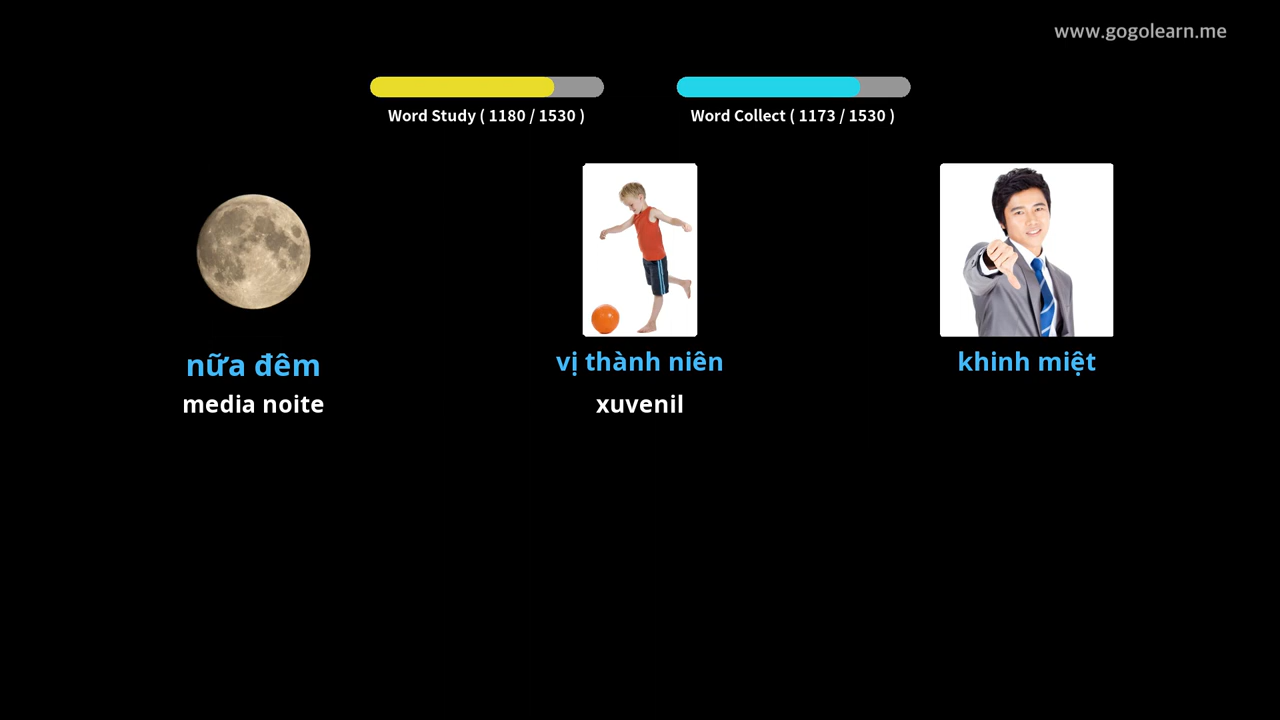 www.gogolearn.me
Word Study ( 1180 / 1530 )
Word Collect ( 1173 / 1530 )
nữa đêm
media noite
vị thành niên
xuvenil
khinh miệt